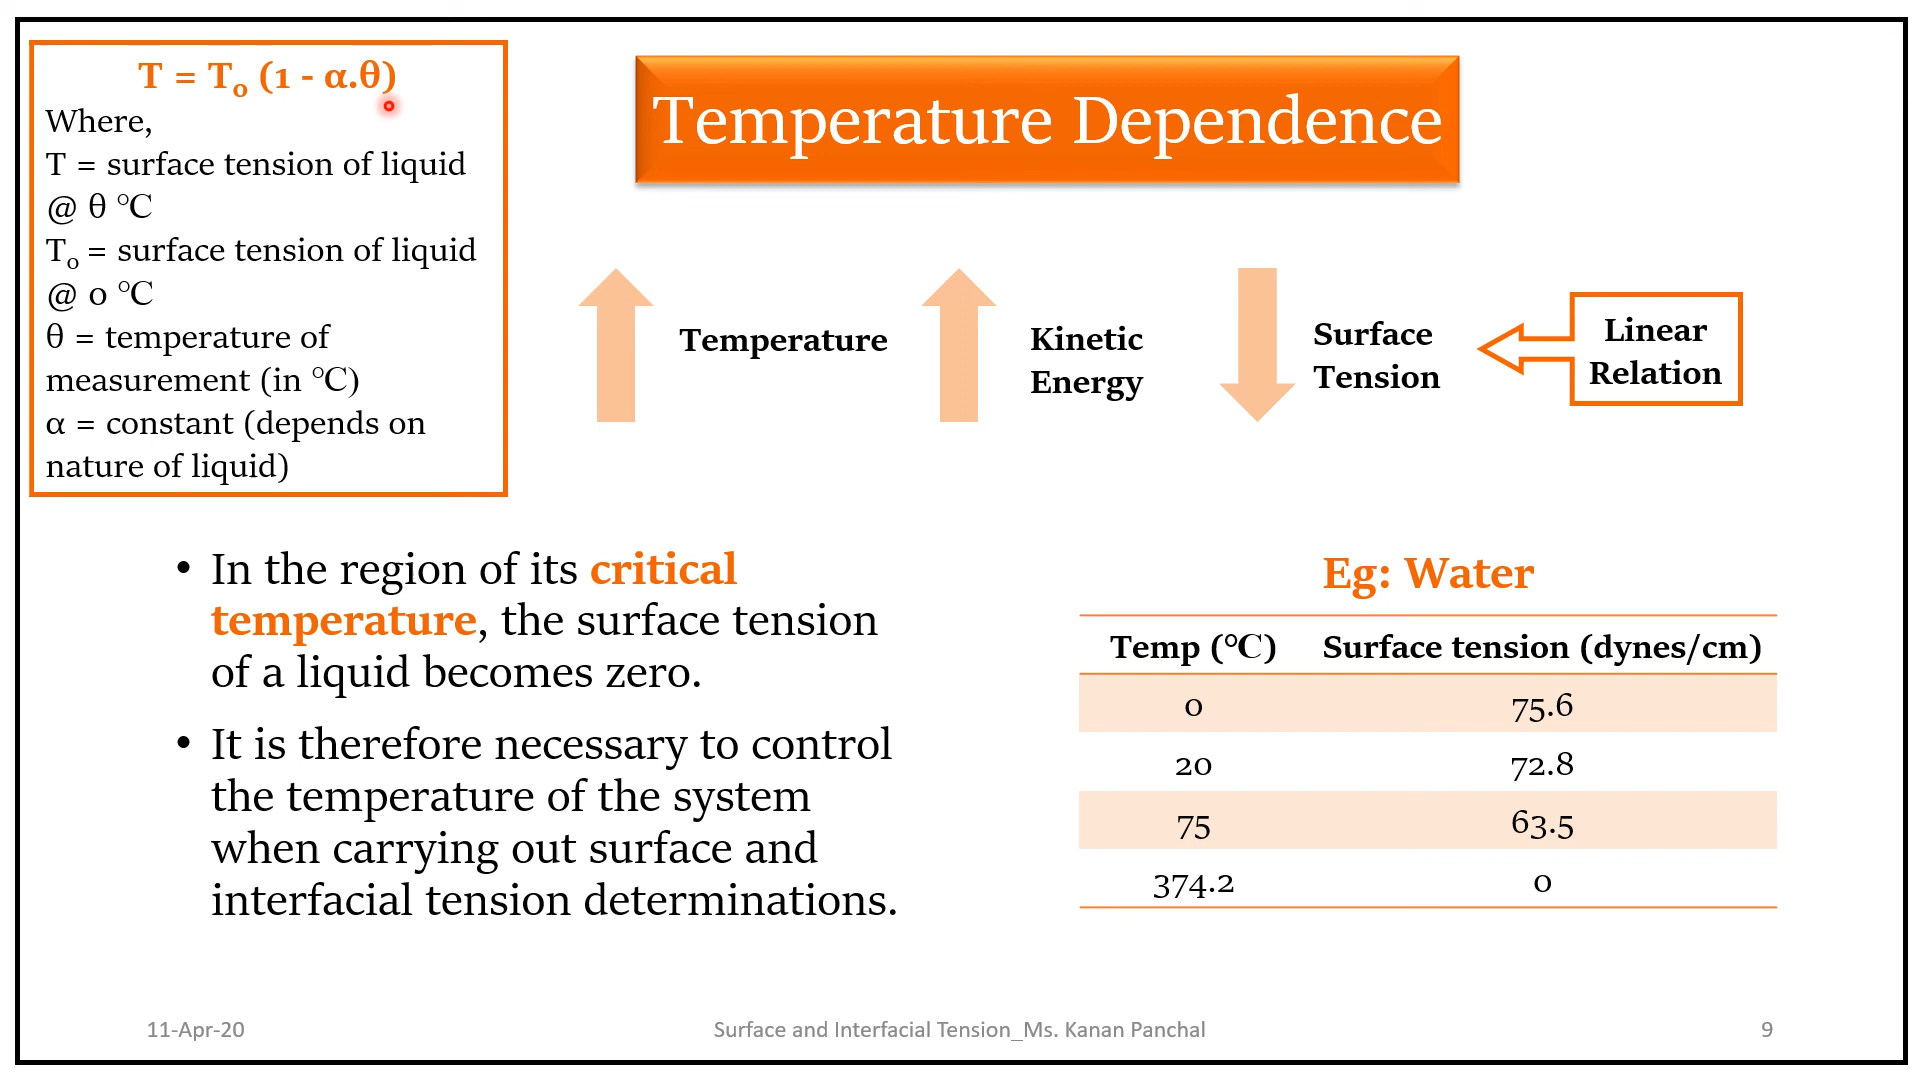 T = To (1 - α.θ)
Where,
T = surface tension of liquid
@ θ °C
To = surface tension of liquid
@ 0 °C
θ = temperature of
measurement (in °C)
α = constant (depends on
nature of liquid)
Temperature Dependence
Temperature
Kinetic
Energy
Surface
Tension
Linear
Relation
• In the region of its critical
temperature, the surface tension
of a liquid becomes zero.
• It is therefore necessary to control
the temperature of the system
when carrying out surface and
interfacial tension determinations.
Eg: Water
Temp (°C) Surface tension (dynes/cm)
0 75.6
20 72.8
75 63.5
374.2 0
11-Apr-20 Surface and Interfacial Tension_Ms. Kanan Panchal 9